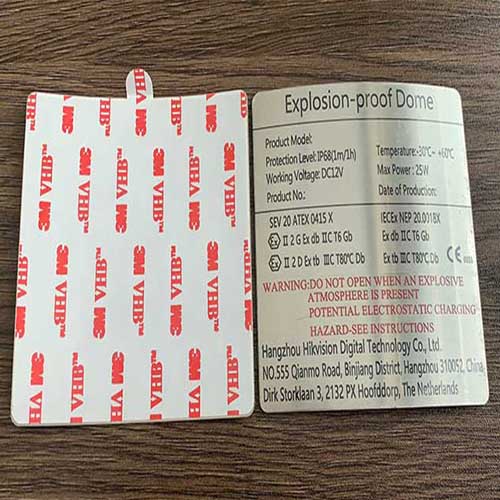 3M VHB™
Explosion-proof Dome
Product Model:
Protection Level: IP68(1m/1h)
Working Voltage: DC12V
Product No.:
Temperature:-30℃~ +60℃
Max Power : 25W
Date of Production:
SEV 20 ATEX 0415 X
II 2 G Ex db IIC T6 Gb
II 2 D Ex tb IIIC T80℃ Db
IECEx NEP 20.0018X
Ex db IIC T6 Gb
Ex tb IIIC T80℃ Db
CE
WARNING:DO NOT OPEN WHEN AN EXPLOSIVE
ATMOSPHERE IS PRESENT
POTENTIAL ELECTROSTATIC CHARGING
HAZARD-SEE INSTRUCTIONS
Hangzhou Hikvision Digital Technology Co., Ltd.
NO.555 Qianmo Road, Binjiang District, Hangzhou 310052, China
Dirk Storklaan 3, 2132 PX Hoofddorp, The Netherlands